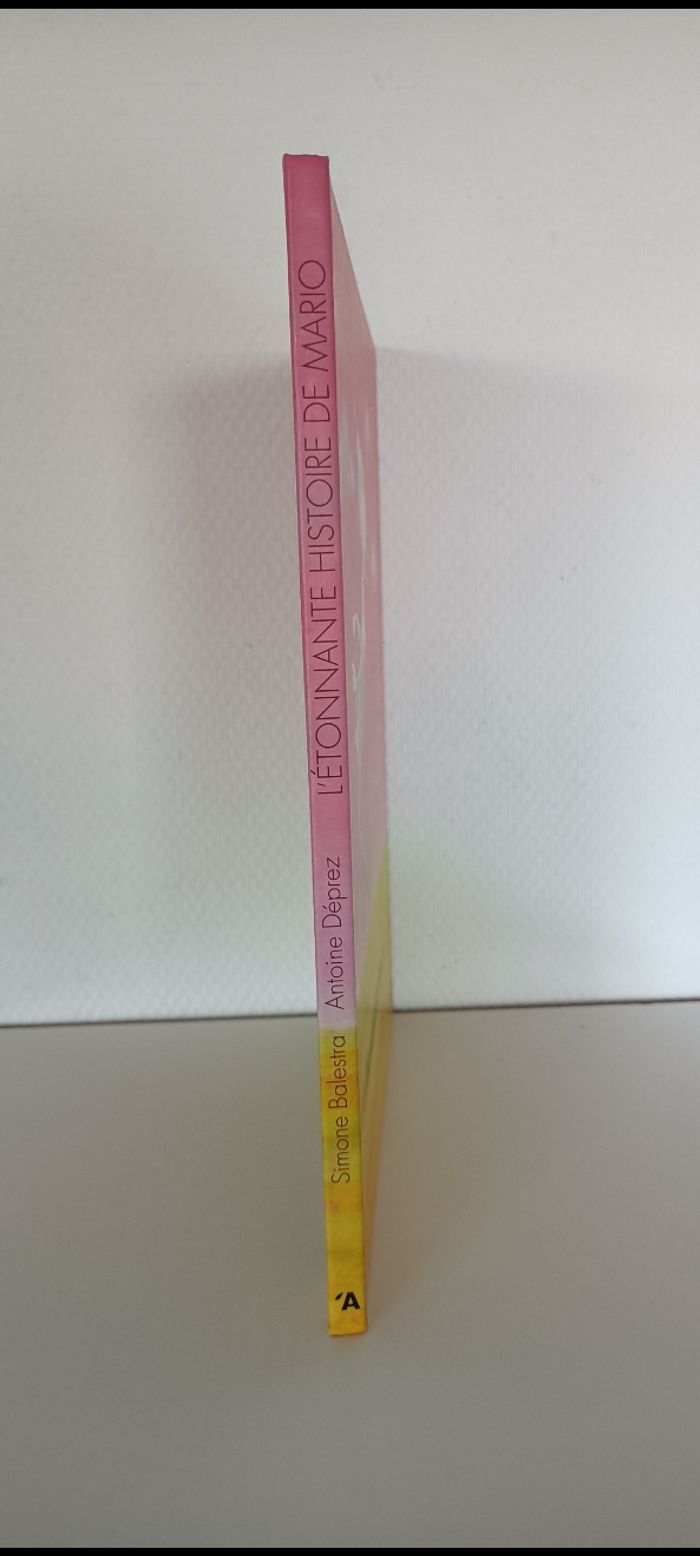 Simone Balestra Antoine Déprez L'ÉTONNANTE HISTOIRE DE MARIO
'A